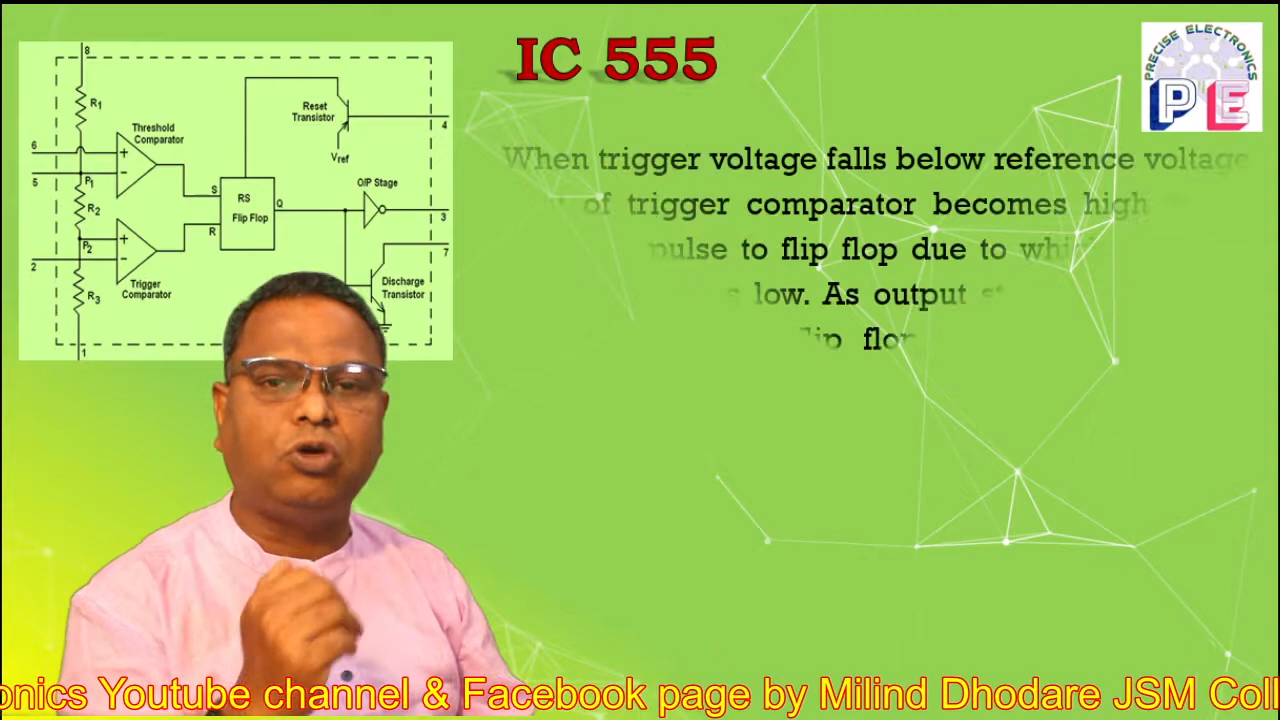 IC 555
PRECISE ELECTRONICS
PE
When trigger voltage falls below reference voltage
of trigger comparator becomes high
pulse to flip flop due to
low. As output
flip flop
8
R1
Threshold
Comparator
Reset
Transistor
4
Vref
6
+
5
−
P1
S
RS
Flip Flop
Q
O/P Stage
3
R2
R
P2
+
7
2
−
Trigger
Comparator
Discharge
Transistor
R3
1
onics Youtube channel & Facebook page by Milind Dhodare JSM Coll